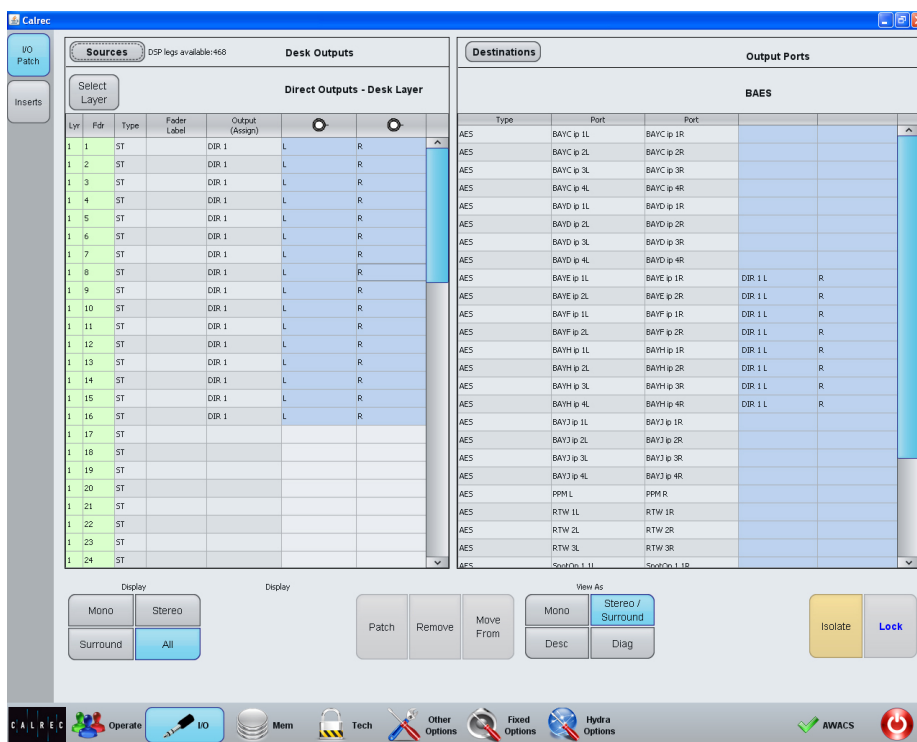 Calrec
I/O Patch
Inserts
Sources DSP legs available:468 Desk Outputs
Select Layer Direct Outputs - Desk Layer
Lyr Fdr Type Fader Label Output (Assign)
1 1 ST DIR 1 L R
1 2 ST DIR 1 L R
1 3 ST DIR 1 L R
1 4 ST DIR 1 L R
1 5 ST DIR 1 L R
1 6 ST DIR 1 L R
1 7 ST DIR 1 L R
1 8 ST DIR 1 L R
1 9 ST DIR 1 L R
1 10 ST DIR 1 L R
1 11 ST DIR 1 L R
1 12 ST DIR 1 L R
1 13 ST DIR 1 L R
1 14 ST DIR 1 L R
1 15 ST DIR 1 L R
1 16 ST DIR 1 L R
1 17 ST
1 18 ST
1 19 ST
1 20 ST
1 21 ST
1 22 ST
1 23 ST
1 24 ST
Destinations Output Ports
BAES
Type Port Port
AES BAYC ip 1L BAYC ip 1R
AES BAYC ip 2L BAYC ip 2R
AES BAYC ip 3L BAYC ip 3R
AES BAYC ip 4L BAYC ip 4R
AES BAYD ip 1L BAYD ip 1R
AES BAYD ip 2L BAYD ip 2R
AES BAYD ip 3L BAYD ip 3R
AES BAYD ip 4L BAYD ip 4R
AES BAYE ip 1L BAYE ip 1R DIR 1 L R
AES BAYE ip 2L BAYE ip 2R DIR 1 L R
AES BAYF ip 1L BAYF ip 1R DIR 1 L R
AES BAYF ip 2L BAYF ip 2R DIR 1 L R
AES BAYH ip 1L BAYH ip 1R DIR 1 L R
AES BAYH ip 2L BAYH ip 2R DIR 1 L R
AES BAYH ip 3L BAYH ip 3R DIR 1 L R
AES BAYH ip 4L BAYH ip 4R DIR 1 L R
AES BAYJ ip 1L BAYJ ip 1R
AES BAYJ ip 2L BAYJ ip 2R
AES BAYJ ip 3L BAYJ ip 3R
AES BAYJ ip 4L BAYJ ip 4R
AES PPM L PPM R
AES RTW 1L RTW 1R
AES RTW 2L RTW 2R
AES RTW 3L RTW 3R
AES SpotOn 1 1L SpotOn 1 1R
Display Display View As
Mono Stereo
Surround All
Patch Remove Move From
Mono Stereo / Surround
Desc Diag
Isolate Lock
CALREC Operate I/O Mem Tech Other Options Fixed Options Hydra Options AWACS